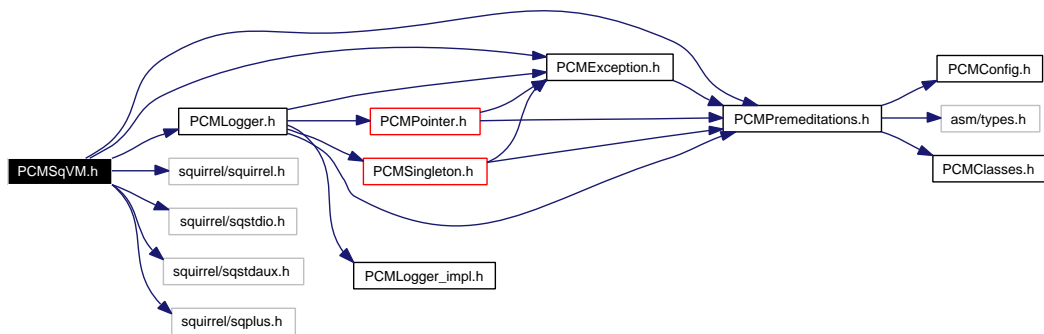 PCMSqVM.h
PCMLogger.h
squirrel/squirrel.h
squirrel/sqstdio.h
squirrel/sqstdaux.h
squirrel/sqplus.h
PCMPointer.h
PCMSingleton.h
PCMLogger_impl.h
PCMException.h
PCMPremeditations.h
PCMConfig.h
asm/types.h
PCMClasses.h